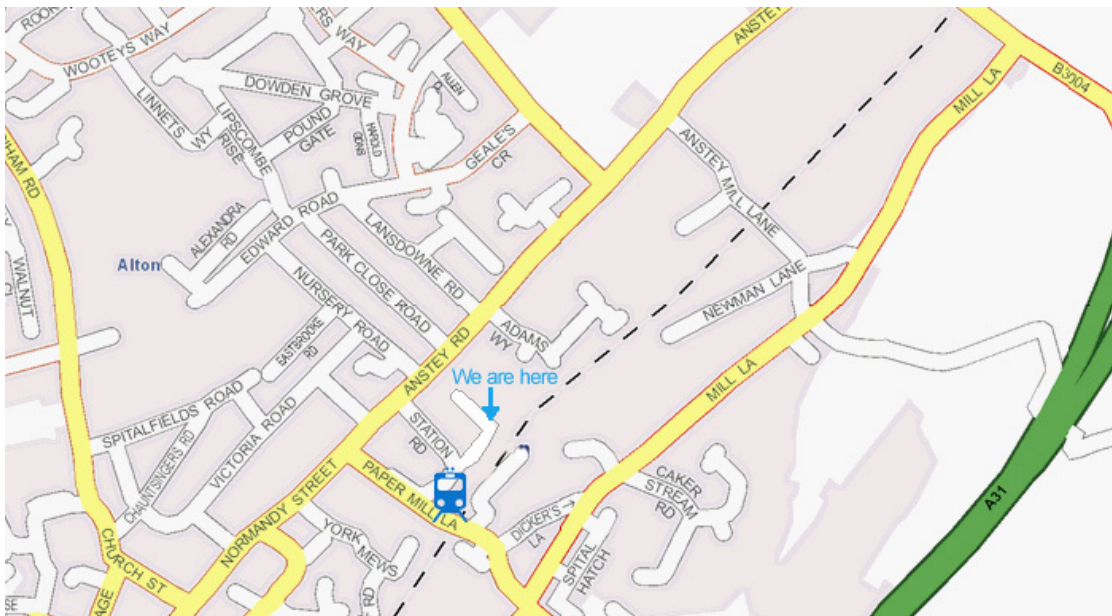 WOOTEYS WAY
LINNETS WY
DOWDEN GROVE
LIPSCOMBE RISE
POUND GATE
HAROLD GDNS
ALLEN
GEALE'S CR
ANSTEY
B3004
MILL LA
ANSTEY MILL LANE
ALEXANDRA RD
EDWARD ROAD
LANSDOWNE RD
PARK CLOSE ROAD
Alton
WALNUT
NURSERY ROAD
NEWMAN LANE
ADAMS WY
EASTBROOKE RD
ANSTEY RD
We are here
MILL LA
SPITALFIELDS ROAD
VICTORIA ROAD
CHAUNTSINGERS RD
STATION RD
NORMANDY STREET
PAPER MILL LA
CAKER STREAM RD
DICKER'S LA
A31
CHURCH ST
YORK MEWS
SPITAL HATCH